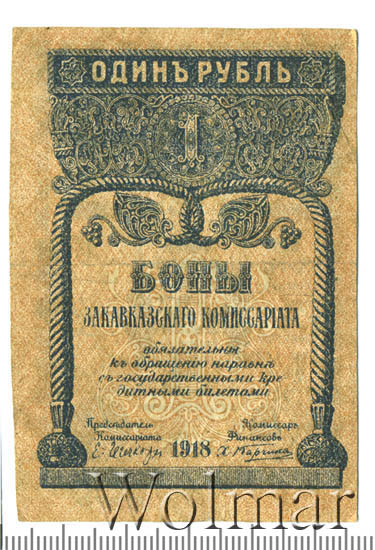 ОДИНЪ РУБЛЬ
1
БОНЫ
ЗАКАВКАЗСКАГО КОМИССАРІАТА
обязательны
къ обращенію наравнѣ
съ государственными кре
дитными билетами
Предсѣдатель Комиссаръ
Комиссариата Финансовъ
1918
Wolmar